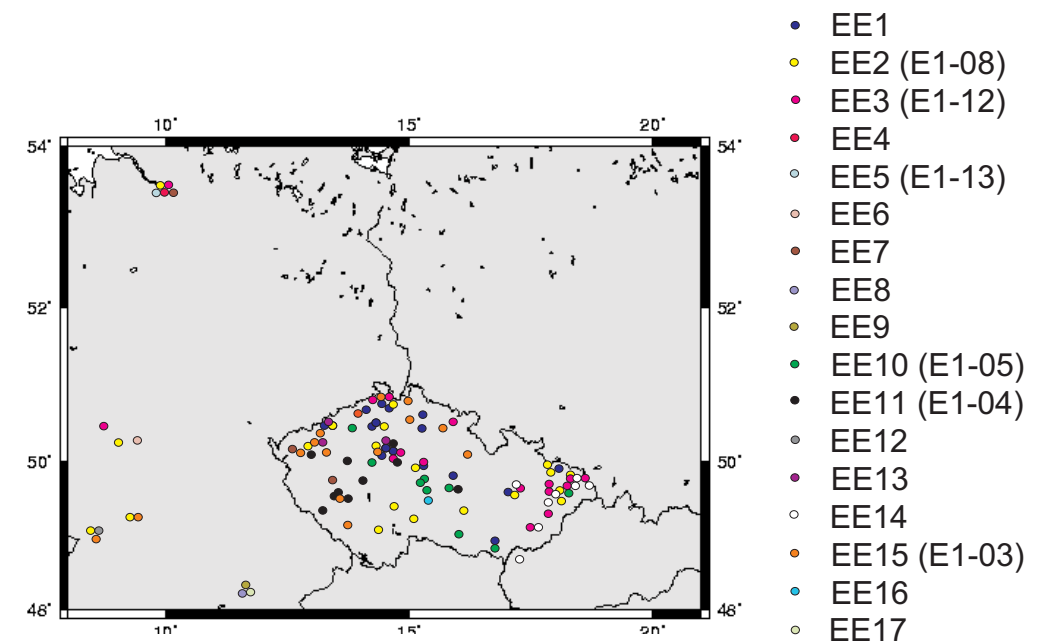 EE1
EE2 (E1-08)
EE3 (E1-12)
EE4
EE5 (E1-13)
EE6
EE7
EE8
EE9
EE10 (E1-05)
EE11 (E1-04)
EE12
EE13
EE14
EE15 (E1-03)
EE16
EE17
10˚ 15˚ 20˚
54˚ 54˚
52˚ 52˚
50˚ 50˚
48˚ 48˚
10˚ 15˚ 20˚